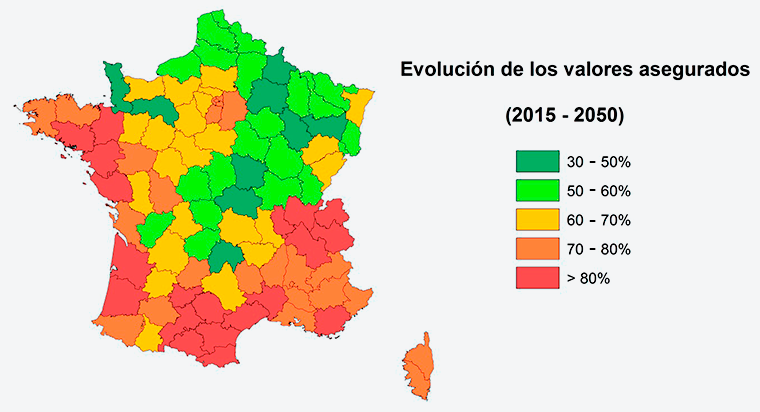 Evolución de los valores asegurados
(2015 - 2050)
30 - 50%
50 - 60%
60 - 70%
70 - 80%
> 80%